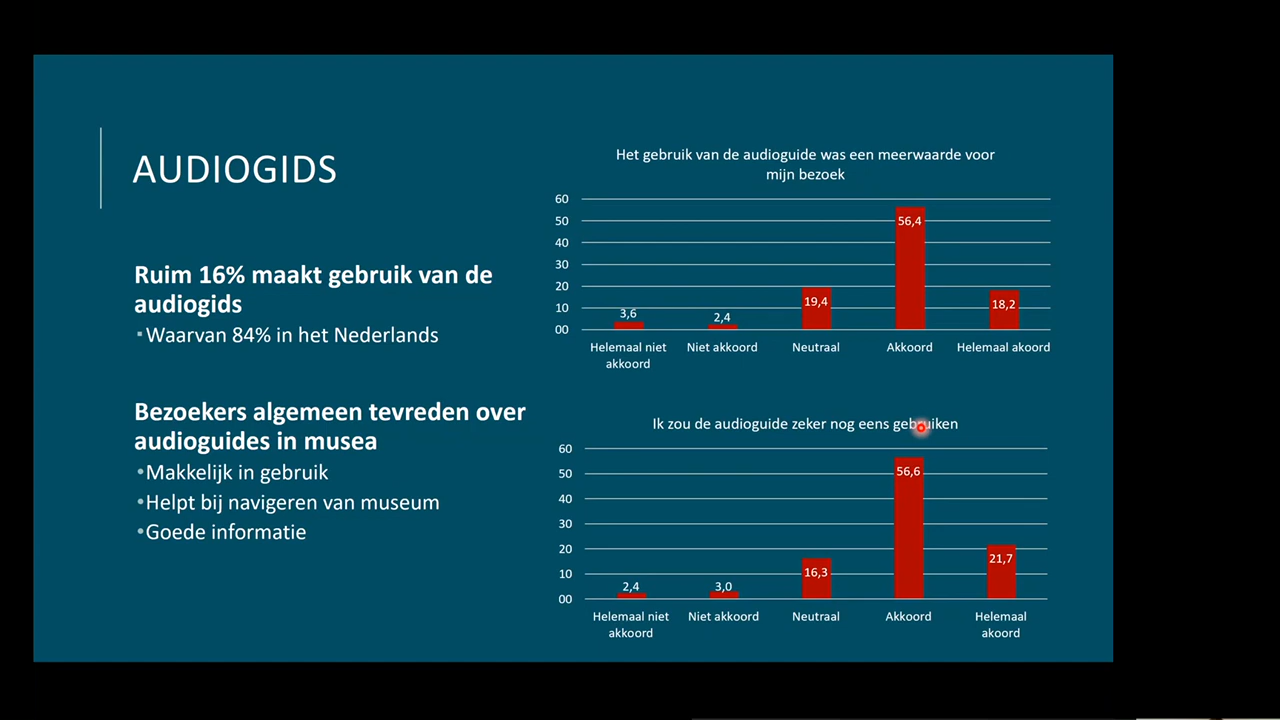 AUDIOGIDS
Ruim 16% maakt gebruik van de
audiogids
▪Waarvan 84% in het Nederlands
Bezoekers algemeen tevreden over
audioguides in musea
•Makkelijk in gebruik
•Helpt bij navigeren van museum
•Goede informatie
Het gebruik van de audioguide was een meerwaarde voor
mijn bezoek
60
50
40
30
20
10
00
3,6
2,4
19,4
56,4
18,2
Helemaal niet
akkoord
Niet akkoord
Neutraal
Akkoord
Helemaal akoord
Ik zou de audioguide zeker nog eens gebruiken
60
50
40
30
20
10
00
2,4
3,0
16,3
56,6
21,7
Helemaal niet
akkoord
Niet akkoord
Neutraal
Akkoord
Helemaal
akoord